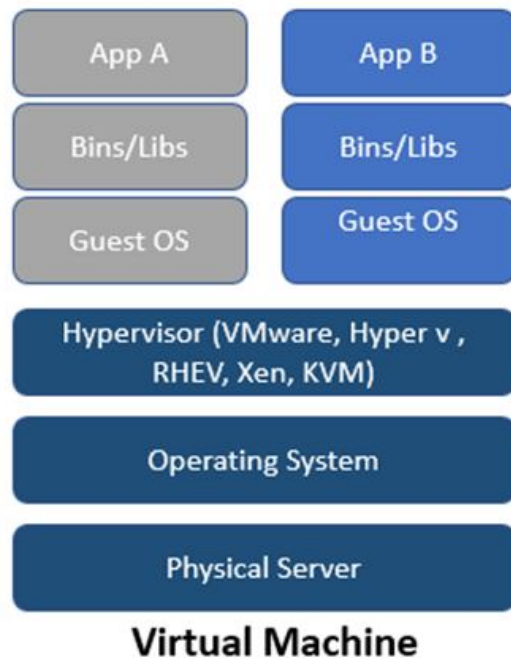 App A
App B
Bins/Libs
Bins/Libs
Guest OS
Guest OS
Hypervisor (VMware, Hyper v ,
RHEV, Xen, KVM)
Operating System
Physical Server
Virtual Machine